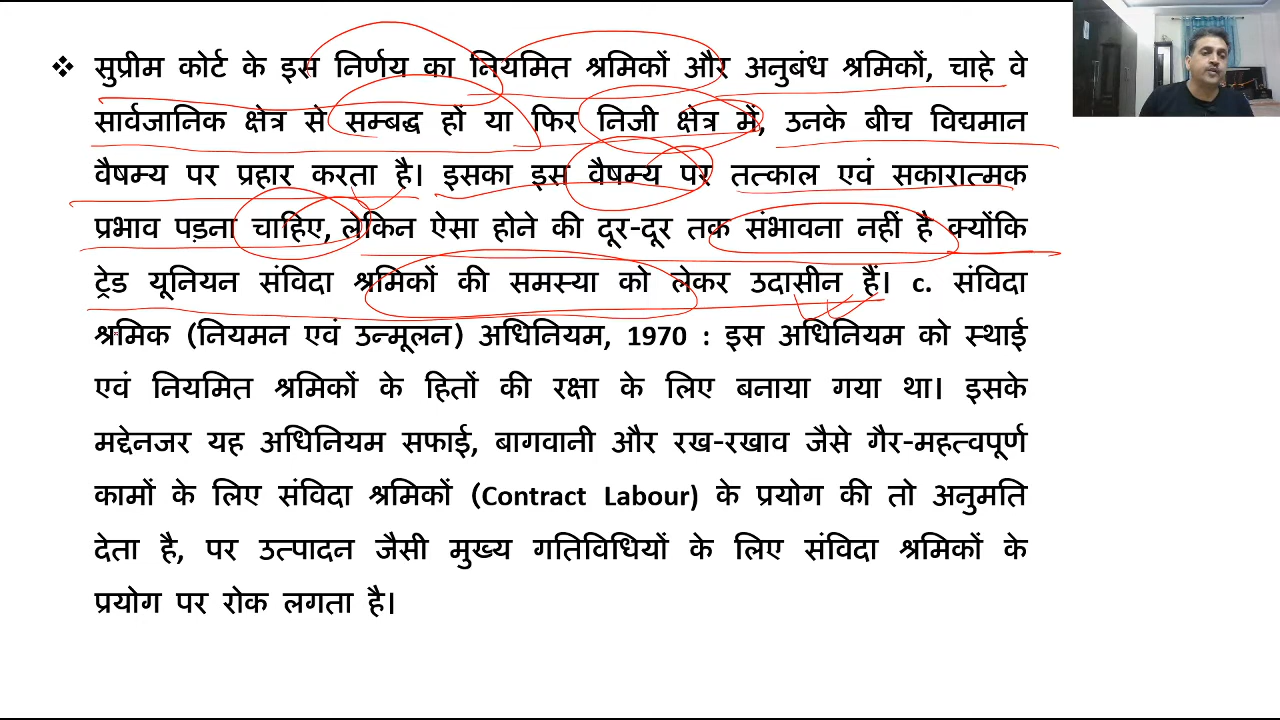 ❖ सुप्रीम कोर्ट के इस निर्णय का नियमित श्रमिकों और अनुबंध श्रमिकों, चाहे वे
सार्वजानिक क्षेत्र से सम्बद्ध हों या फिर निजी क्षेत्र में, उनके बीच विद्यमान
वैषम्य पर प्रहार करता है। इसका इस वैषम्य पर तत्काल एवं सकारात्मक
प्रभाव पड़ना चाहिए, लेकिन ऐसा होने की दूर-दूर तक संभावना नहीं है क्योंकि
ट्रेड यूनियन संविदा श्रमिकों की समस्या को लेकर उदासीन हैं। c. संविदा
श्रमिक (नियमन एवं उन्मूलन) अधिनियम, 1970 : इस अधिनियम को स्थाई
एवं नियमित श्रमिकों के हितों की रक्षा के लिए बनाया गया था। इसके
मद्देनजर यह अधिनियम सफाई, बागवानी और रख-रखाव जैसे गैर-महत्वपूर्ण
कामों के लिए संविदा श्रमिकों (Contract Labour) के प्रयोग की तो अनुमति
देता है, पर उत्पादन जैसी मुख्य गतिविधियों के लिए संविदा श्रमिकों के
प्रयोग पर रोक लगता है।